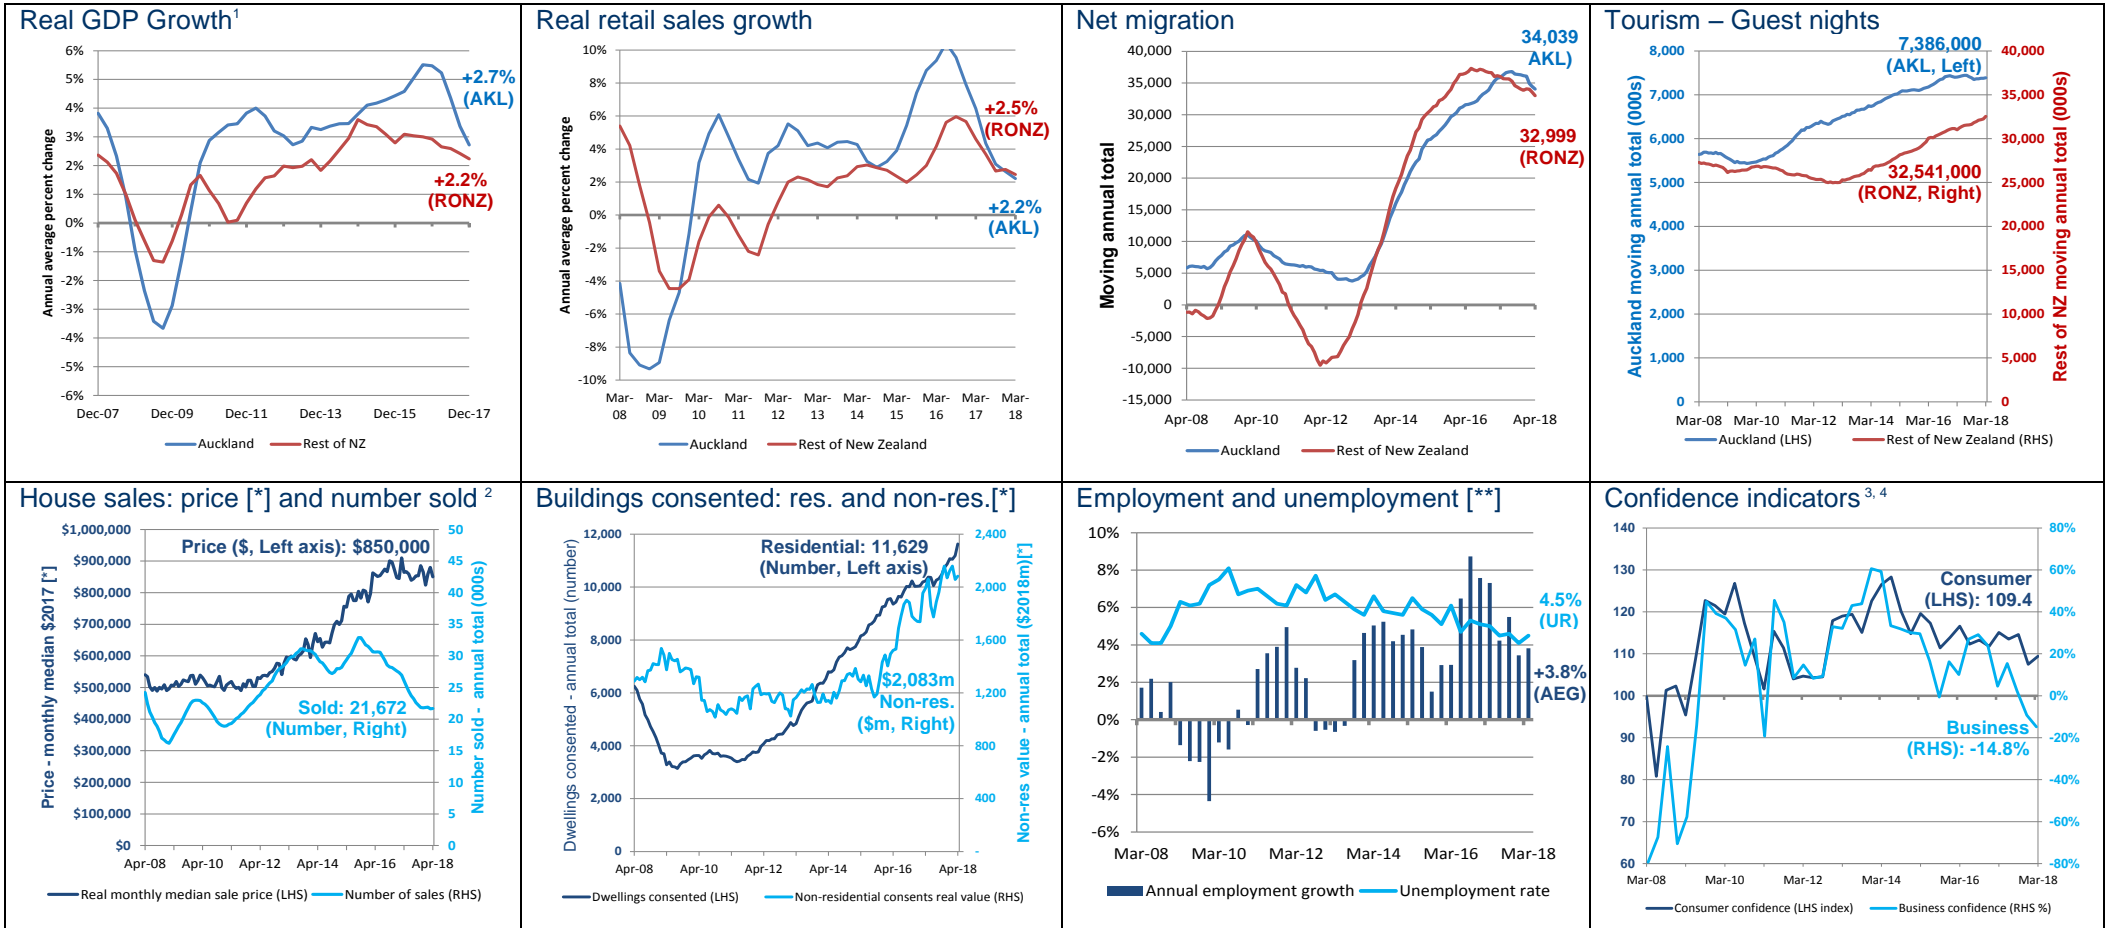 Real GDP Growth1
6%
5%
4%
3%
2%
1%
0%
-1%
-2%
-3%
-4%
-5%
-6%
Annual average percent change
+2.7%
(AKL)
+2.2%
(RONZ)
Dec-07 Dec-09 Dec-11 Dec-13 Dec-15 Dec-17
Auckland Rest of NZ
Real retail sales growth
10%
8%
6%
4%
2%
0%
-2%
-4%
-6%
-8%
-10%
Annual average percent change
+2.5%
(RONZ)
+2.2%
(AKL)
Mar- Mar- Mar- Mar- Mar- Mar- Mar- Mar- Mar- Mar- Mar-
08 09 10 11 12 13 14 15 16 17 18
Auckland Rest of New Zealand
Net migration
40,000
35,000
30,000
25,000
20,000
15,000
10,000
5,000
0
-5,000
-10,000
-15,000
Moving annual total
34,039
AKL)
32,999
(RONZ)
Apr-08 Apr-10 Apr-12 Apr-14 Apr-16 Apr-18
Auckland Rest of New Zealand
Tourism – Guest nights
8,000
7,000
6,000
5,000
4,000
3,000
2,000
1,000
0
Auckland moving annual total (000s)
7,386,000
(AKL, Left)
32,541,000
(RONZ, Right)
40,000
35,000
30,000
25,000
20,000
15,000
10,000
5,000
0
Rest of NZ moving annual total (000s)
Mar-08 Mar-10 Mar-12 Mar-14 Mar-16 Mar-18
Auckland (LHS) Rest of New Zealand (RHS)
House sales: price [*] and number sold 2
$1,000,000
$900,000
$800,000
$700,000
$600,000
$500,000
$400,000
$300,000
$200,000
$100,000
$0
Price - monthly median $2017 [*]
Price ($, Left axis): $850,000
Sold: 21,672
(Number, Right)
50
45
40
35
30
25
20
15
10
5
0
Number sold - annual total (000s)
Apr-08 Apr-10 Apr-12 Apr-14 Apr-16 Apr-18
Real monthly median sale price (LHS) Number of sales (RHS)
Buildings consented: res. and non-res.[*]
12,000
10,000
8,000
6,000
4,000
2,000
0
Dwellings consented - annual total (number)
Residential: 11,629
(Number, Left axis)
$2,083m
Non-res.
($m, Right)
2,400
2,000
1,600
1,200
800
400
-
Non-res value - annual total ($2018m)[*]
Apr-08 Apr-10 Apr-12 Apr-14 Apr-16 Apr-18
Dwellings consented (LHS) Non-residential consents real value (RHS)
Employment and unemployment [**]
10%
8%
6%
4%
2%
0%
-2%
-4%
-6%
4.5%
(UR)
+3.8%
(AEG)
Mar-08 Mar-10 Mar-12 Mar-14 Mar-16 Mar-18
Annual employment growth Unemployment rate
Confidence indicators 3, 4
140
130
120
110
100
90
80
70
60
Consumer
(LHS): 109.4
Business
(RHS): -14.8%
80%
60%
40%
20%
0%
-20%
-40%
-60%
-80%
Mar-08 Mar-10 Mar-12 Mar-14 Mar-16 Mar-18
Consumer confidence (LHS index) Business confidence (RHS %)